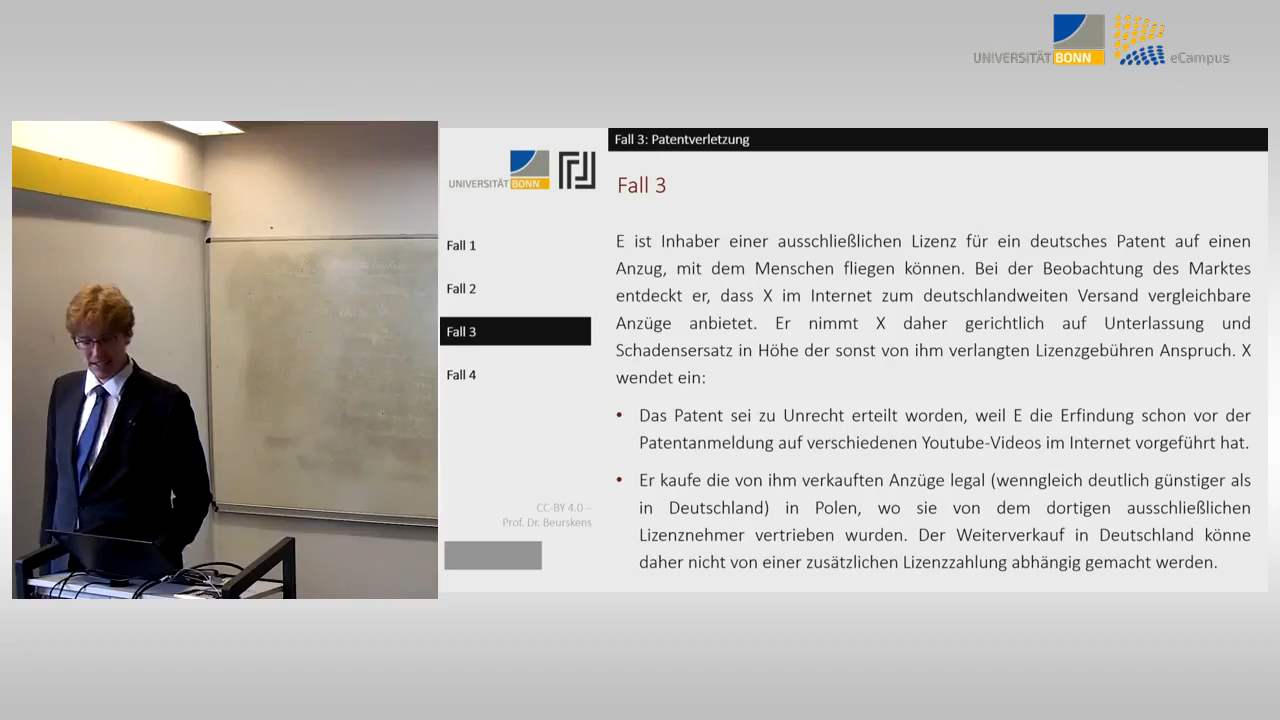 UNIVERSITÄT BONN eCampus
Fall 3: Patentverletzung
UNIVERSITÄT BONN
Fall 1
Fall 2
Fall 3
Fall 4
CC-BY 4.0 –
Prof. Dr. Beurskens
Fall 3
E ist Inhaber einer ausschließlichen Lizenz für ein deutsches Patent auf einen
Anzug, mit dem Menschen fliegen können. Bei der Beobachtung des Marktes
entdeckt er, dass X im Internet zum deutschlandweiten Versand vergleichbare
Anzüge anbietet. Er nimmt X daher gerichtlich auf Unterlassung und
Schadensersatz in Höhe der sonst von ihm verlangten Lizenzgebühren Anspruch. X
wendet ein:
• Das Patent sei zu Unrecht erteilt worden, weil E die Erfindung schon vor der
Patentanmeldung auf verschiedenen Youtube-Videos im Internet vorgeführt hat.
• Er kaufe die von ihm verkauften Anzüge legal (wenngleich deutlich günstiger als
in Deutschland) in Polen, wo sie von dem dortigen ausschließlichen
Lizenznehmer vertrieben wurden. Der Weiterverkauf in Deutschland könne
daher nicht von einer zusätzlichen Lizenzzahlung abhängig gemacht werden.